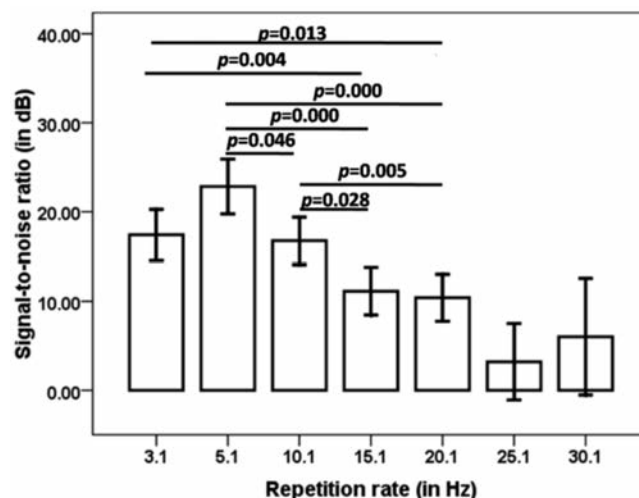 40.00
p=0.013
p=0.004
p=0.000
30.00
p=0.000
p=0.046
p=0.005
20.00
p=0.028
10.00
0.00
Signal-to-noise ratio (in dB)
3.1 5.1 10.1 15.1 20.1 25.1 30.1
Repetition rate (in Hz)